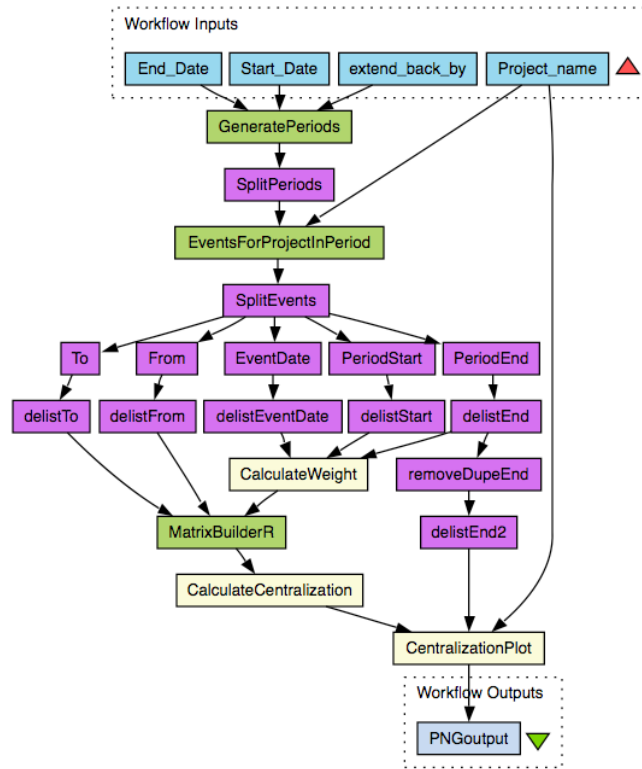 Workflow Inputs
End_Date
Start_Date
extend_back_by
Project_name
GeneratePeriods
SplitPeriods
EventsForProjectInPeriod
SplitEvents
To
From
EventDate
PeriodStart
PeriodEnd
delistTo
delistFrom
delistEventDate
delistStart
delistEnd
CalculateWeight
removeDupeEnd
MatrixBuilderR
delistEnd2
CalculateCentralization
CentralizationPlot
Workflow Outputs
PNGoutput